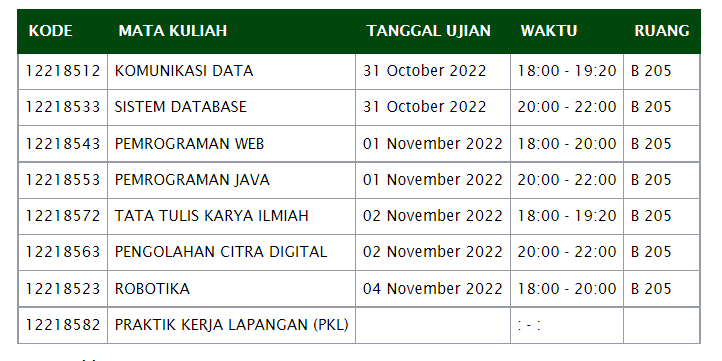 KODE MATA KULIAH TANGGAL UJIAN WAKTU RUANG
12218512 KOMUNIKASI DATA 31 October 2022 18:00 - 19:20 B 205
12218533 SISTEM DATABASE 31 October 2022 20:00 - 22:00 B 205
12218543 PEMROGRAMAN WEB 01 November 2022 18:00 - 20:00 B 205
12218553 PEMROGRAMAN JAVA 01 November 2022 20:00 - 22:00 B 205
12218572 TATA TULIS KARYA ILMIAH 02 November 2022 18:00 - 19:20 B 205
12218563 PENGOLAHAN CITRA DIGITAL 02 November 2022 20:00 - 22:00 B 205
12218523 ROBOTIKA 04 November 2022 18:00 - 20:00 B 205
12218582 PRAKTIK KERJA LAPANGAN (PKL) : - :